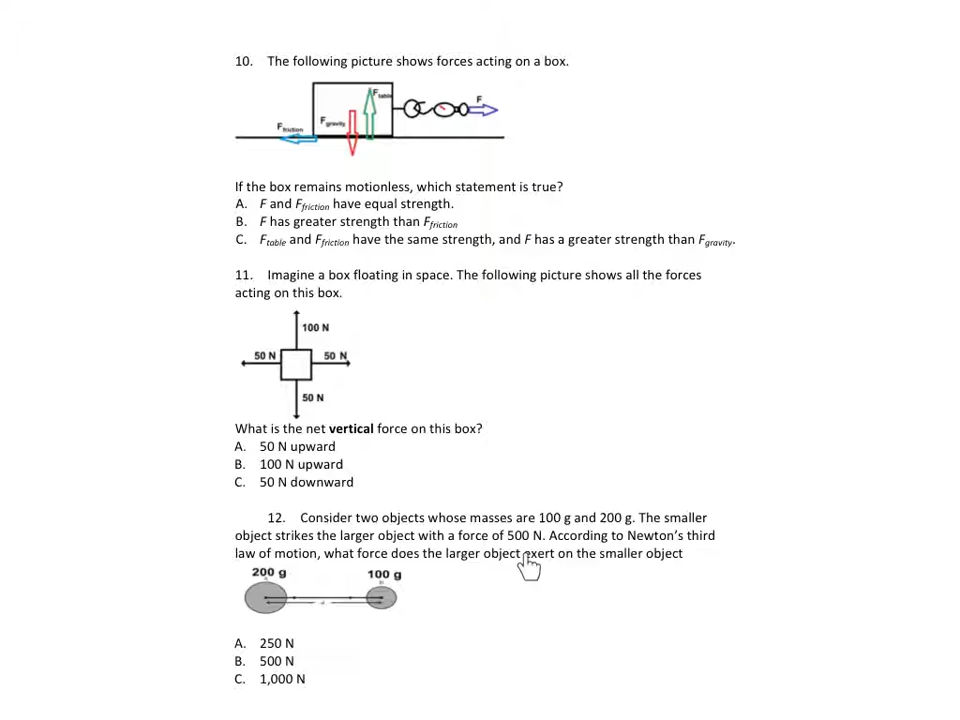 10. The following picture shows forces acting on a box.
F table
F
F gravity
F friction
If the box remains motionless, which statement is true?
A. F and Ffriction have equal strength.
B. F has greater strength than Ffriction
C. Ftable and Ffriction have the same strength, and F has a greater strength than Fgravity.
11. Imagine a box floating in space. The following picture shows all the forces
acting on this box.
100 N
50 N 50 N
50 N
What is the net vertical force on this box?
A. 50 N upward
B. 100 N upward
C. 50 N downward
12. Consider two objects whose masses are 100 g and 200 g. The smaller
object strikes the larger object with a force of 500 N. According to Newton's third
law of motion, what force does the larger object exert on the smaller object
200 g 100 g
A. 250 N
B. 500 N
C. 1,000 N